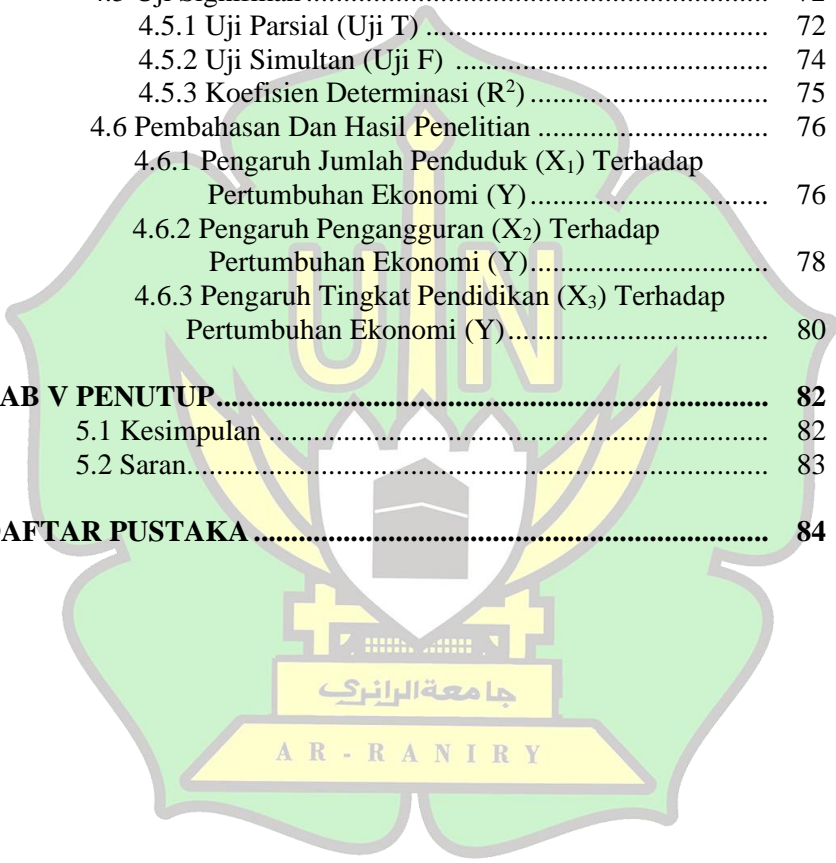 4.5.1 Uji Parsial (Uji T) ................................................. 72
4.5.2 Uji Simultan (Uji F) ............................................. 74
4.5.3 Koefisien Determinasi (R²) .................................. 75
4.6 Pembahasan Dan Hasil Penelitian ................................. 76
4.6.1 Pengaruh Jumlah Penduduk (X₁) Terhadap
Pertumbuhan Ekonomi (Y) .................................. 76
4.6.2 Pengaruh Pengangguran (X₂) Terhadap
Pertumbuhan Ekonomi (Y).................................. 78
4.6.3 Pengaruh Tingkat Pendidikan (X₃) Terhadap
Pertumbuhan Ekonomi (Y)..................................... 80
UIN
AB V PENUTUP............................................................................... 82
5.1 Kesimpulan ....................................................................... 82
5.2 Saran.................................................................................. 83
AFTAR PUSTAKA .......................................................................... 84
جامعة الرانري
AR-RANIRY